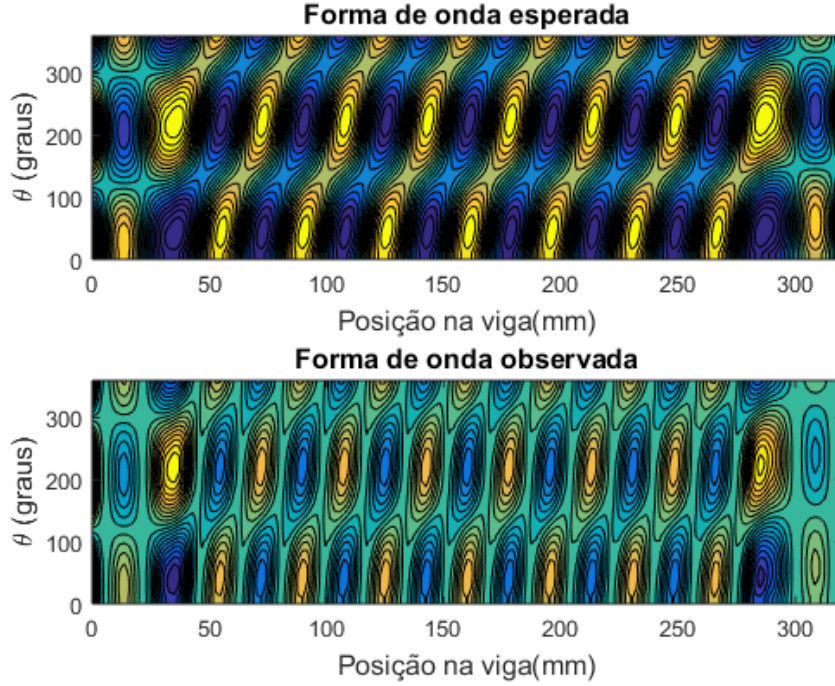 Forma de onda esperada
300
200
100
0
θ (graus)
0 50 100 150 200 250 300
Posição na viga(mm)
Forma de onda observada
300
200
100
0
θ (graus)
0 50 100 150 200 250 300
Posição na viga(mm)